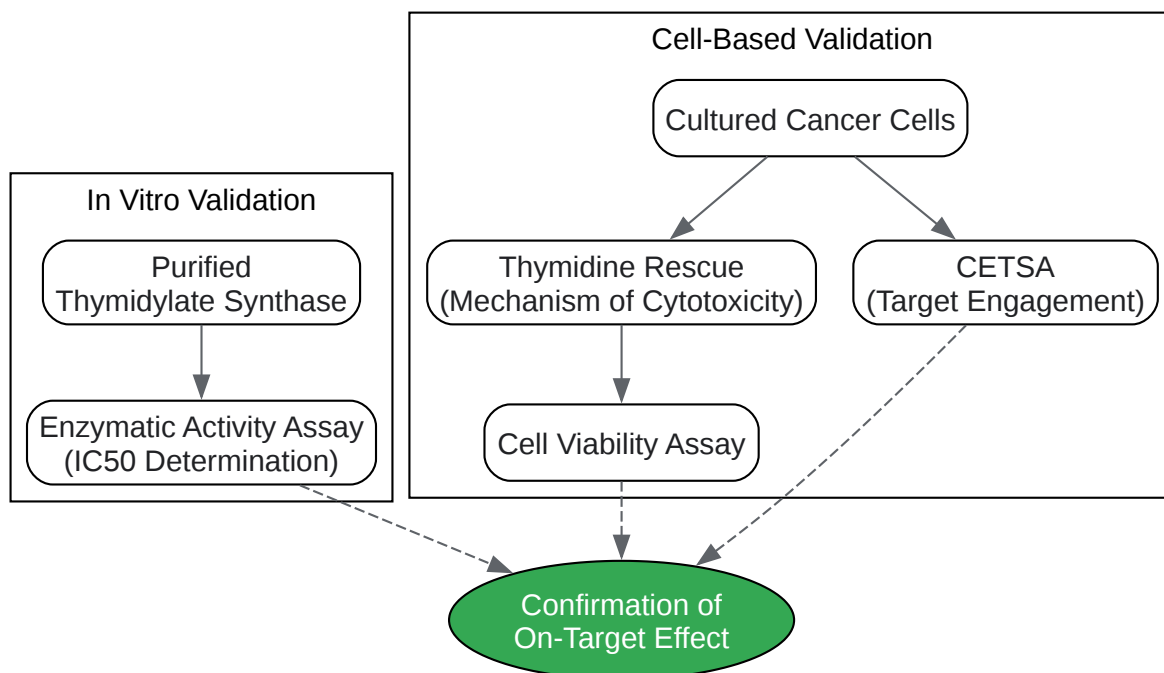 Cell-Based Validation
Cultured Cancer Cells
In Vitro Validation
Purified
Thymidylate Synthase
Thymidine Rescue
(Mechanism of Cytotoxicity)
CETSA
(Target Engagement)
Enzymatic Activity Assay
(IC50 Determination)
Cell Viability Assay
Confirmation of
On-Target Effect